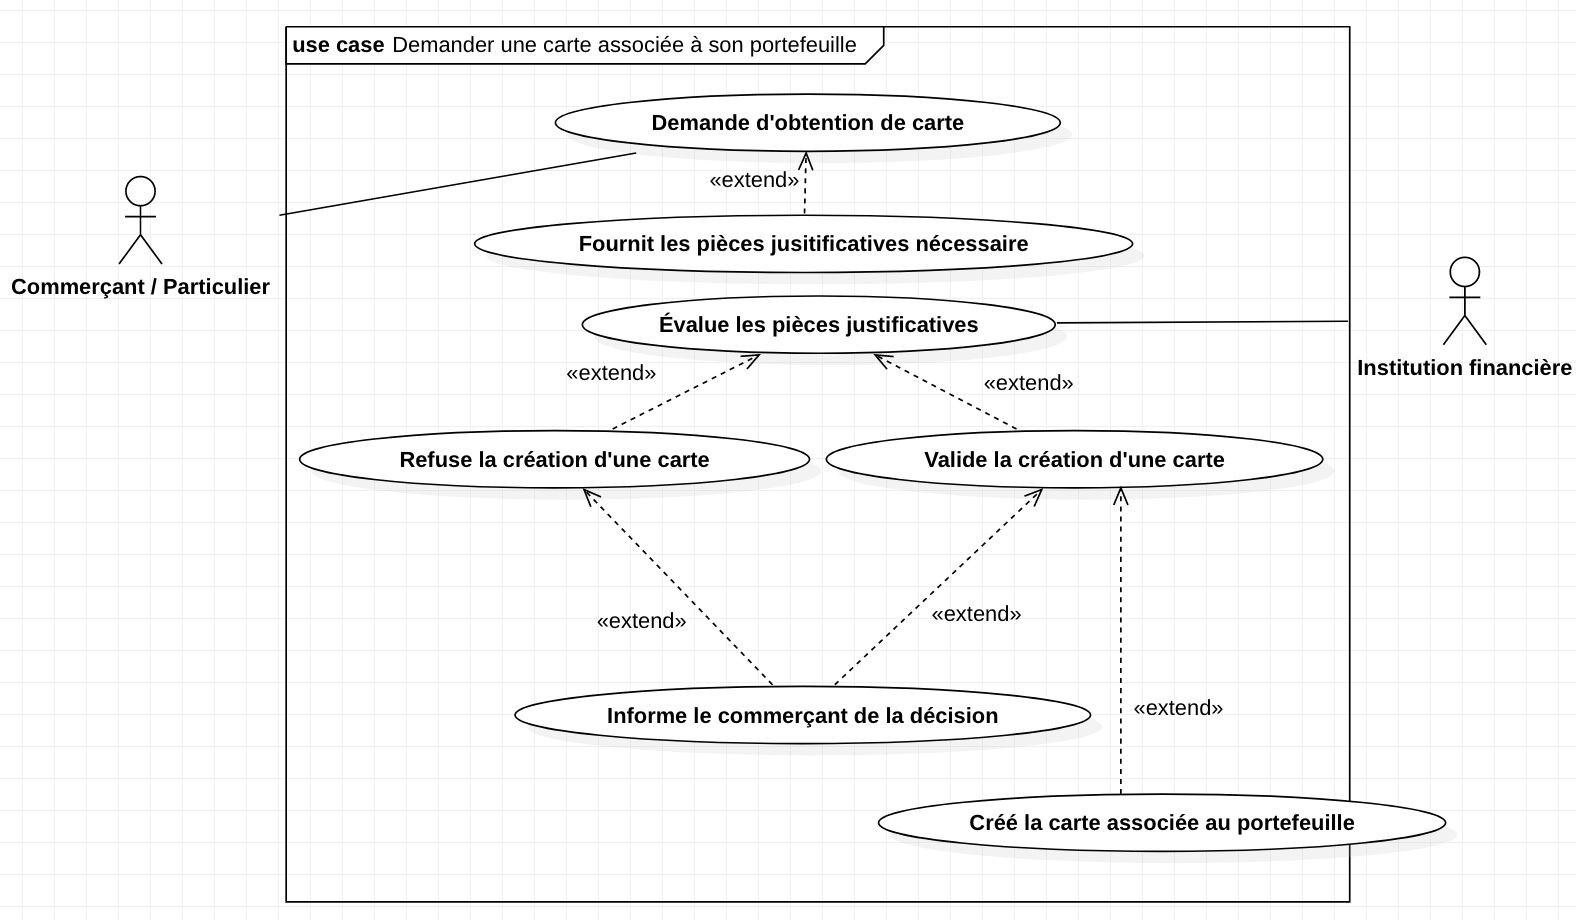 use case Demander une carte associée à son portefeuille
Demande d'obtention de carte
«extend»
Fournit les pièces jusitificatives nécessaire
Commerçant / Particulier
Évalue les pièces justificatives
Institution financière
«extend»
«extend»
Refuse la création d'une carte
Valide la création d'une carte
«extend»
«extend»
«extend»
Informe le commerçant de la décision
Créé la carte associée au portefeuille